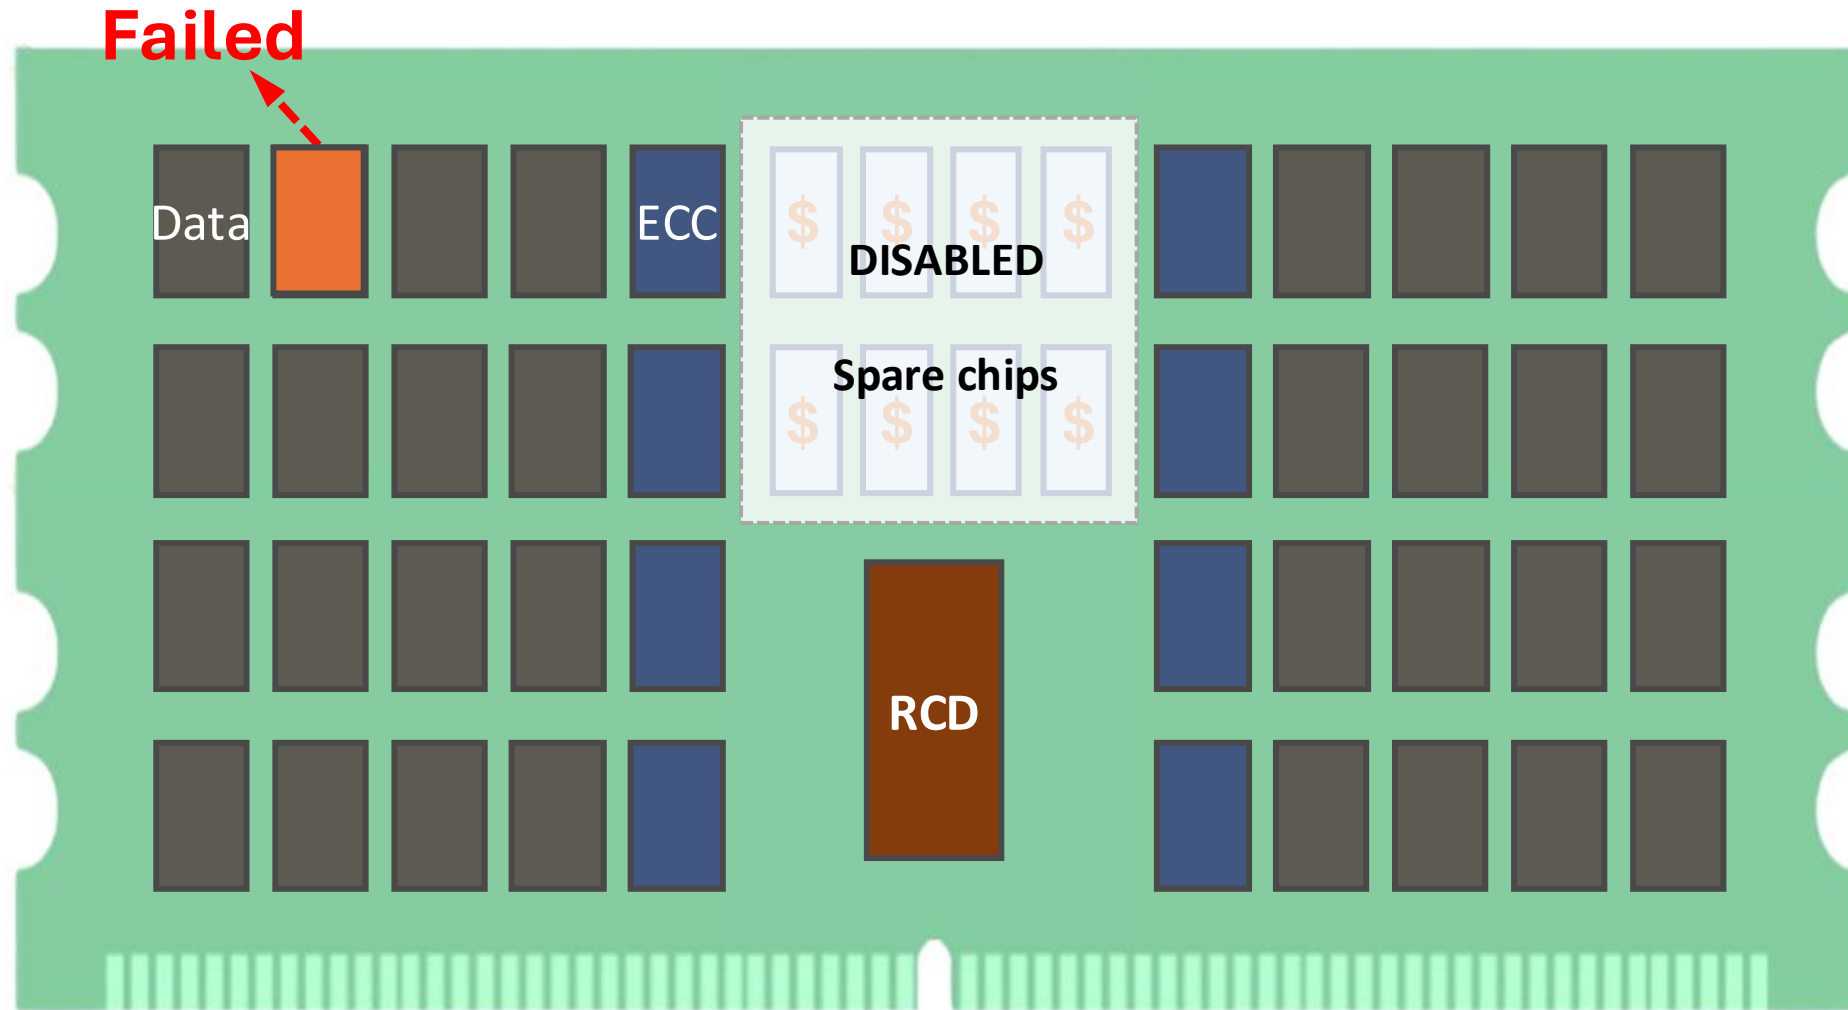 Failed
Data
ECC
$ $ $ $
DISABLED
Spare chips
$ $ $ $
RCD